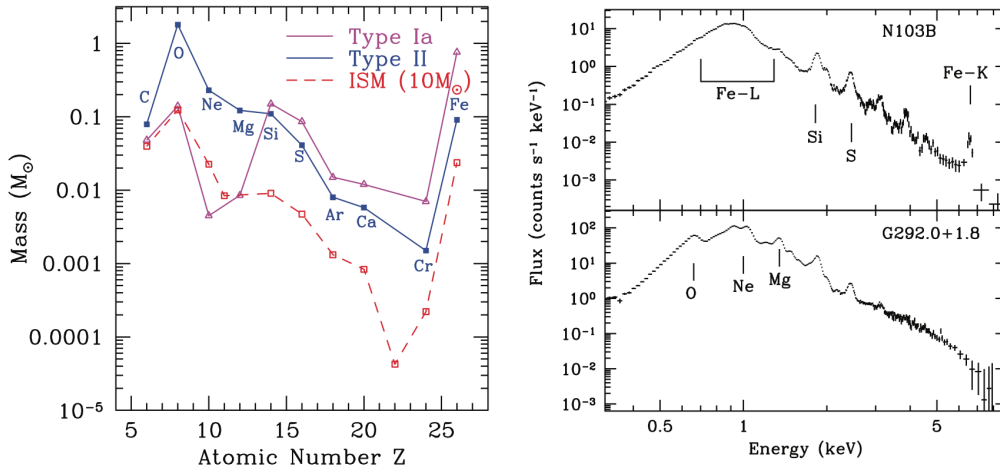 Mass (M⊙)
1
0.1
0.01
0.001
0.0001
10⁻⁵
5
10
15
20
25
Atomic Number Z
Type Ia
Type II
ISM (10M⊙)
C
O
Ne
Mg
Si
S
Ar
Ca
Cr
Fe
Flux (counts s⁻¹ keV⁻¹)
N103B
10¹
10⁰
10⁻¹
10⁻²
10⁻³
Fe-L
Si
S
Fe-K
G292.0+1.8
10²
10¹
10⁰
10⁻¹
10⁻²
10⁻³
O
Ne
Mg
0.5
1
5
Energy (keV)